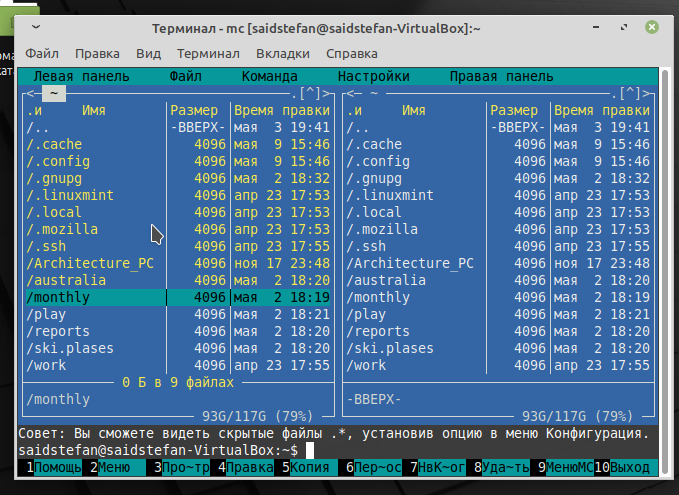 Терминал - mc [saidstefan@saidstefan-VirtualBox]:~
Файл Правка Вид Терминал Вкладки Справка
Левая панель Файл Команда Настройки Правая панель
<─ ~ .[^]> <─ ~ .[^]>
.и Имя Размер Время правки .и Имя Размер Время правки
/.. -ВВЕРХ- мая 3 19:41 /.. -ВВЕРХ- мая 3 19:41
/.cache 4096 мая 9 15:46 /.cache 4096 мая 9 15:46
/.config 4096 мая 9 15:46 /.config 4096 мая 9 15:46
/.gnupg 4096 мая 2 18:32 /.gnupg 4096 мая 2 18:32
/.linuxmint 4096 апр 23 17:53 /.linuxmint 4096 апр 23 17:53
/.local 4096 апр 23 17:53 /.local 4096 апр 23 17:53
/.mozilla 4096 апр 23 17:53 /.mozilla 4096 апр 23 17:53
/.ssh 4096 апр 23 17:55 /.ssh 4096 апр 23 17:55
/Architecture_PC 4096 ноя 17 23:48 /Architecture_PC 4096 ноя 17 23:48
/australia 4096 мая 2 18:20 /australia 4096 мая 2 18:20
/monthly 4096 мая 2 18:19 /monthly 4096 мая 2 18:19
/play 4096 мая 2 18:21 /play 4096 мая 2 18:21
/reports 4096 мая 2 18:20 /reports 4096 мая 2 18:20
/ski.plases 4096 мая 2 18:20 /ski.plases 4096 мая 2 18:20
/work 4096 апр 23 17:55 /work 4096 апр 23 17:55
0 Б в 9 файлах
/monthly -ВВЕРХ-
93G/117G (79%) 93G/117G (79%)
Совет: Вы сможете видеть скрытые файлы .*, установив опцию в меню Конфигурация.
saidstefan@saidstefan-VirtualBox:~$
1Помощь 2Меню 3Про~тр 4Правка 5Копия 6Пер~ос 7НвК~ог 8Уда~ть 9МенюMC 10Выход